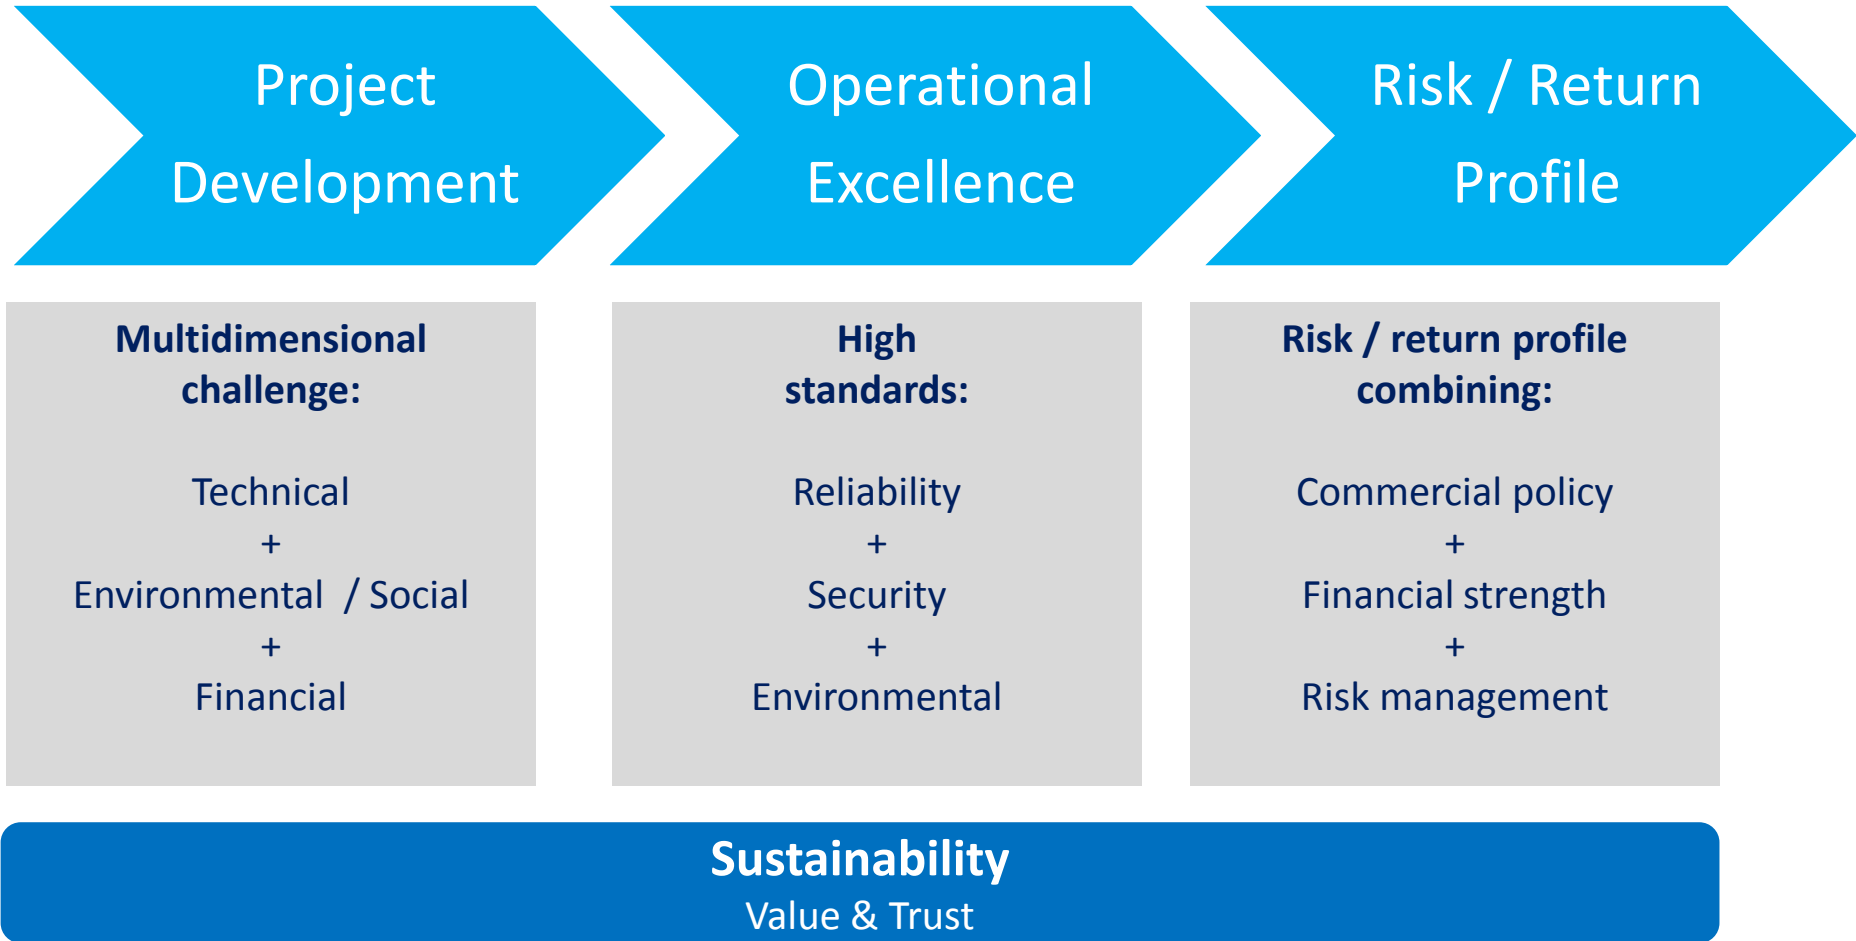 Project
Development
Operational
Excellence
Risk / Return
Profile
Multidimensional
challenge:
Technical
+
Environmental / Social
+
Financial
High
standards:
Reliability
+
Security
+
Environmental
Risk / return profile
combining:
Commercial policy
+
Financial strength
+
Risk management
Sustainability
Value & Trust